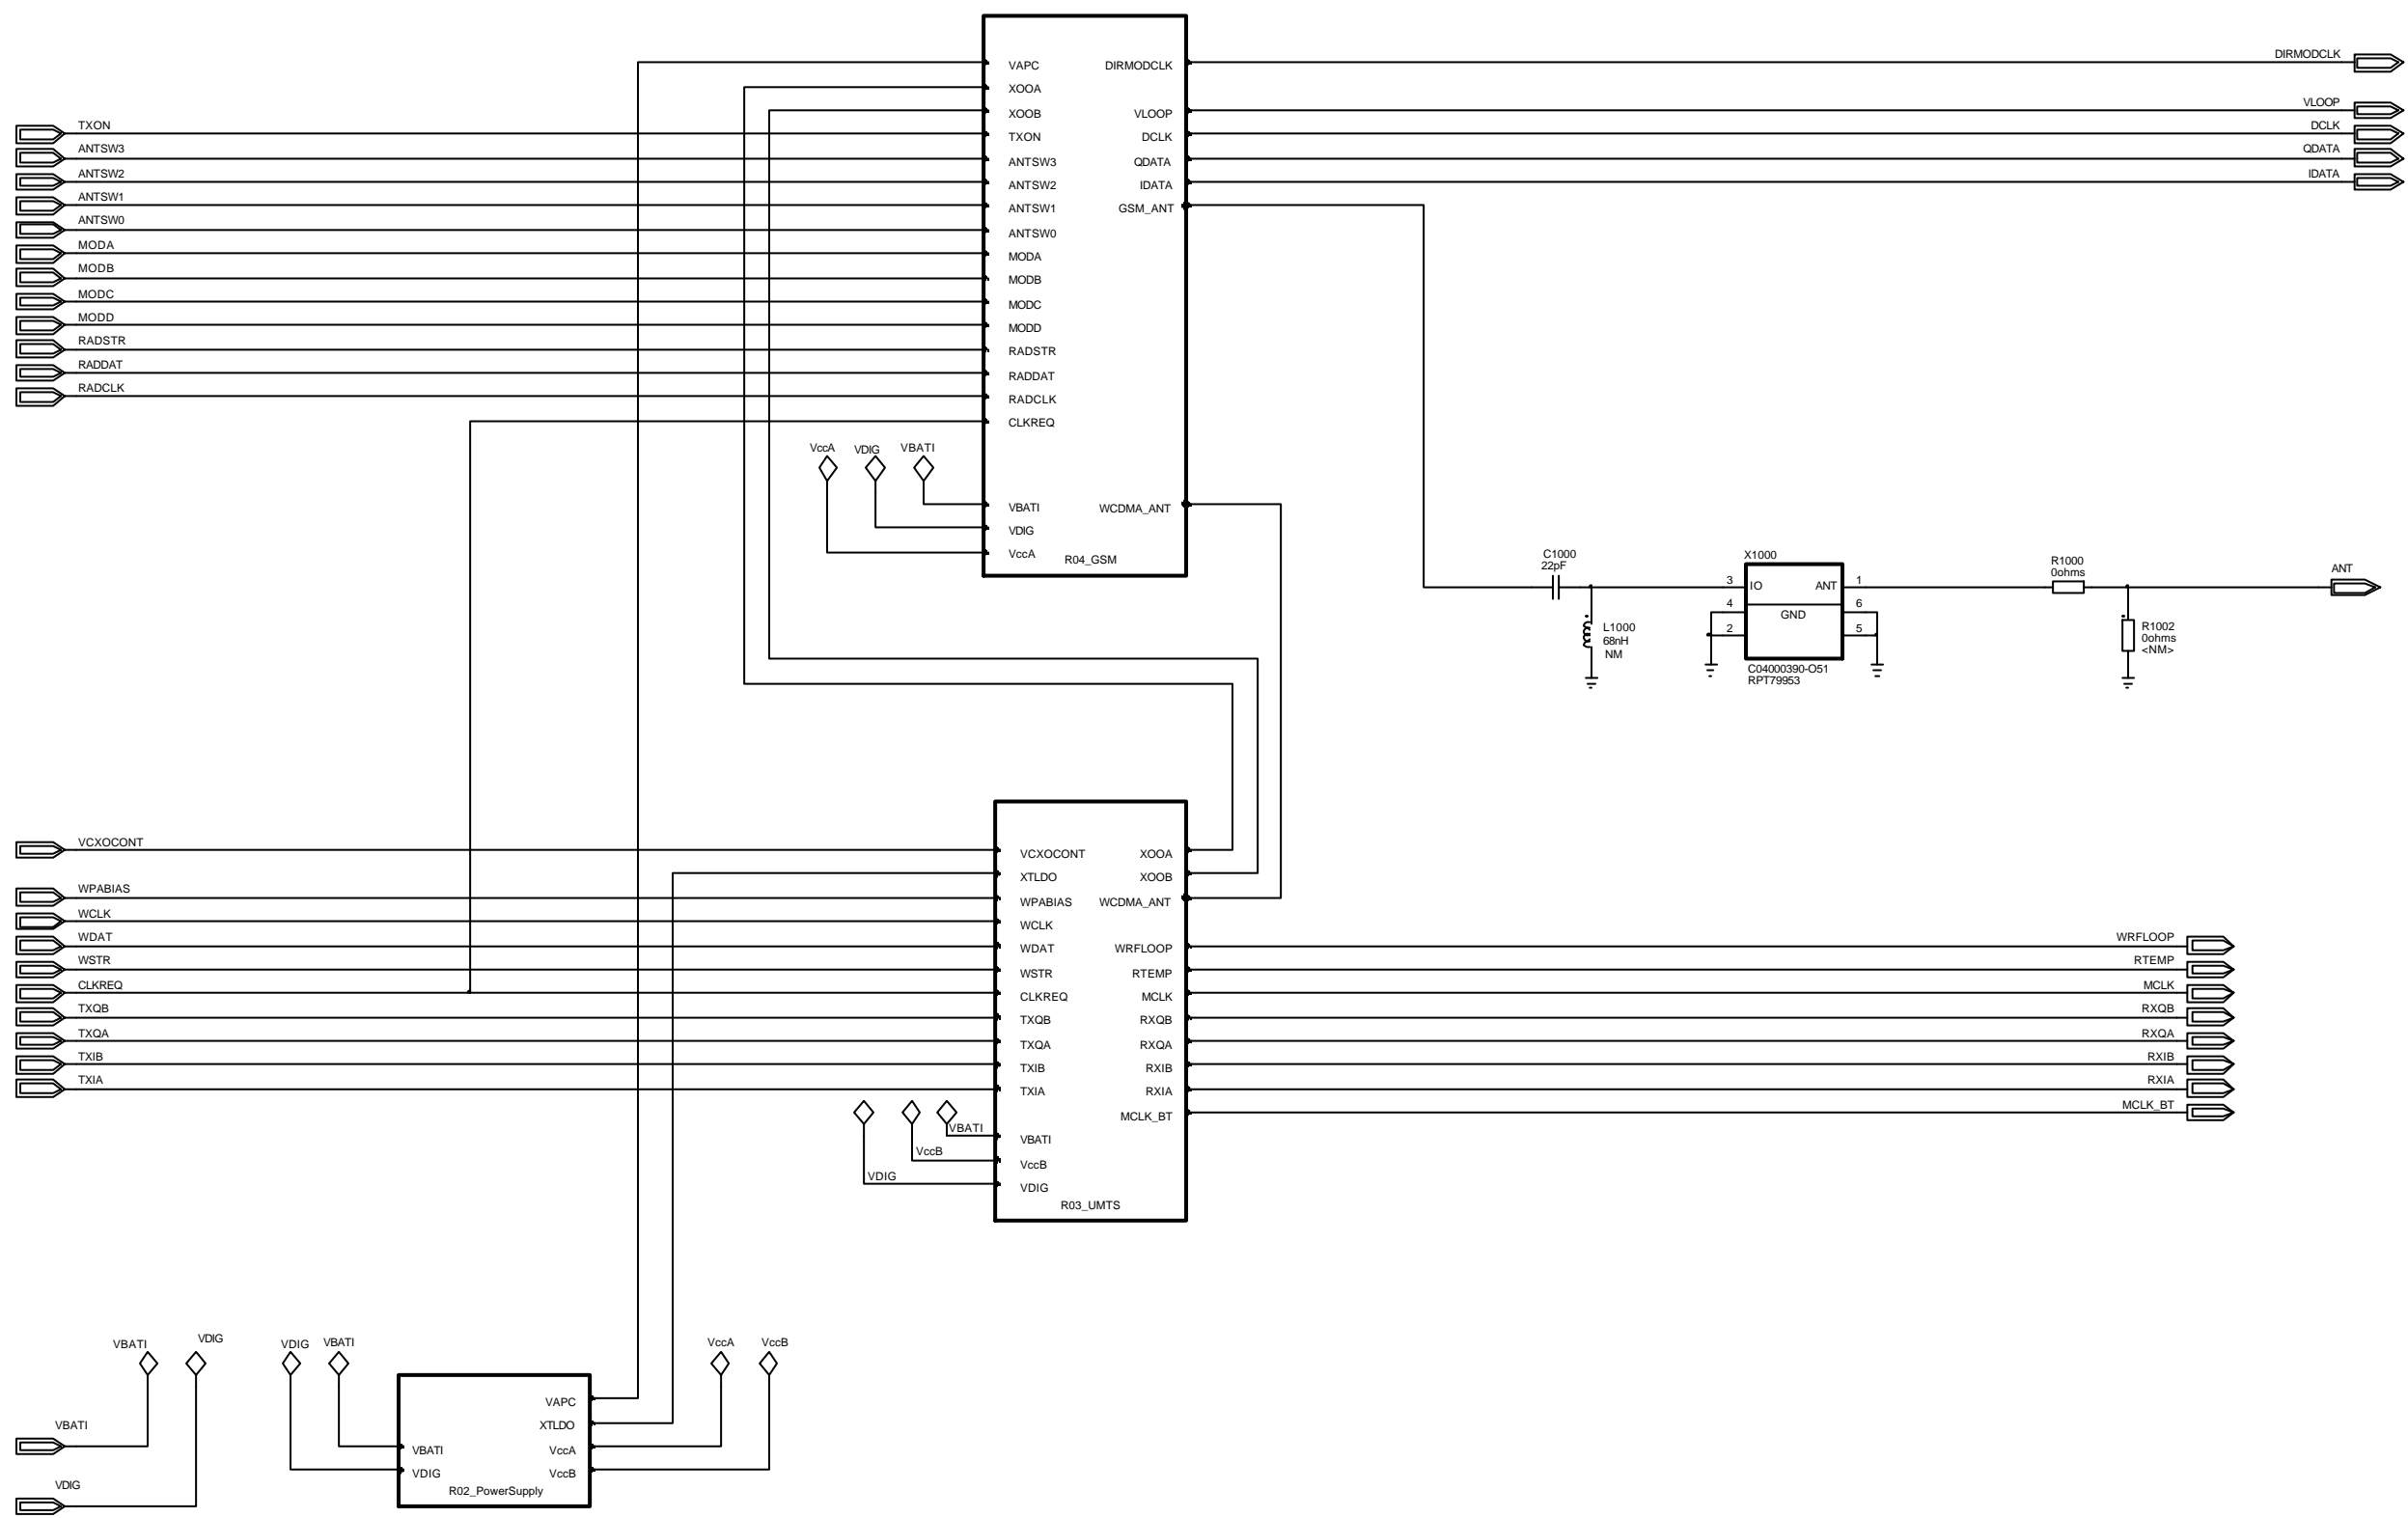 DIRMODCLK
VLOOP
DCLK
QDATA
IDATA
TXON
ANTSW3
ANTSW2
ANTSW1
ANTSW0
MODA
MODB
MODC
MODD
RADSTR
RADDAT
RADCLK
VAPC
XOOA
XOOB
TXON
ANTSW3
ANTSW2
ANTSW1
ANTSW0
MODA
MODB
MODC
MODD
RADSTR
RADDAT
RADCLK
CLKREQ
VBATI
VDIG
VccA
DIRMODCLK
VLOOP
DCLK
QDATA
IDATA
GSM_ANT
WCDMA_ANT
R04_GSM
VccA
VDIG
VBATI
C1000
22pF
L1000
68nH
NM
X1000
3
IO
ANT
1
4
GND
6
2
5
C04000390-O51
RPT79953
R1000
0ohms
ANT
R1002
0ohms
<NM>
VCXOCONT
WPABIAS
WCLK
WDAT
WSTR
CLKREQ
TXQB
TXQA
TXIB
TXIA
VCXOCONT
XTLDO
WPABIAS
WCLK
WDAT
WSTR
CLKREQ
TXQB
TXQA
TXIB
TXIA
VBATI
VccB
VDIG
XOOA
XOOB
WCDMA_ANT
WRFLOOP
RTEMP
MCLK
RXQB
RXQA
RXIB
RXIA
MCLK_BT
R03_UMTS
VBATI
VccB
VDIG
WRFLOOP
RTEMP
MCLK
RXQB
RXQA
RXIB
RXIA
MCLK_BT
VBATI
VDIG
VDIG
VBATI
VccA
VccB
VBATI
VDIG
VAPC
XTLDO
VBATI
VccA
VDIG
VccB
R02_PowerSupply